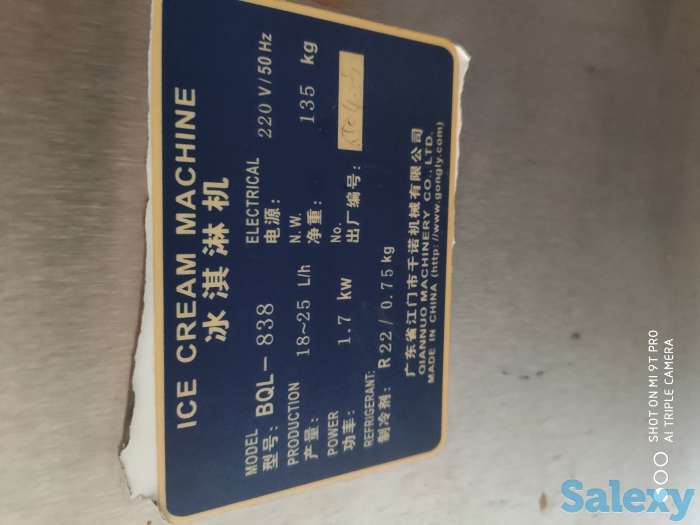 ICE CREAM MACHINE
冰淇淋机
MODEL
型号: BQL-838
ELECTRICAL
电源: 220 V/50 Hz
PRODUCTION
产量: 18~25 L/h
N.W.
净重: 135 kg
POWER
功率: 1.7 kw
No.
出厂编号:
REFRIGERANT:
制冷剂: R22/0.75kg
广东省江门市千诺机械有限公司
QIANNUO MACHINERY CO.,LTD.
MADE IN CHINA (http://www.gongly.com)
SHOT ON MI 9T PRO
AI TRIPLE CAMERA
Salexy